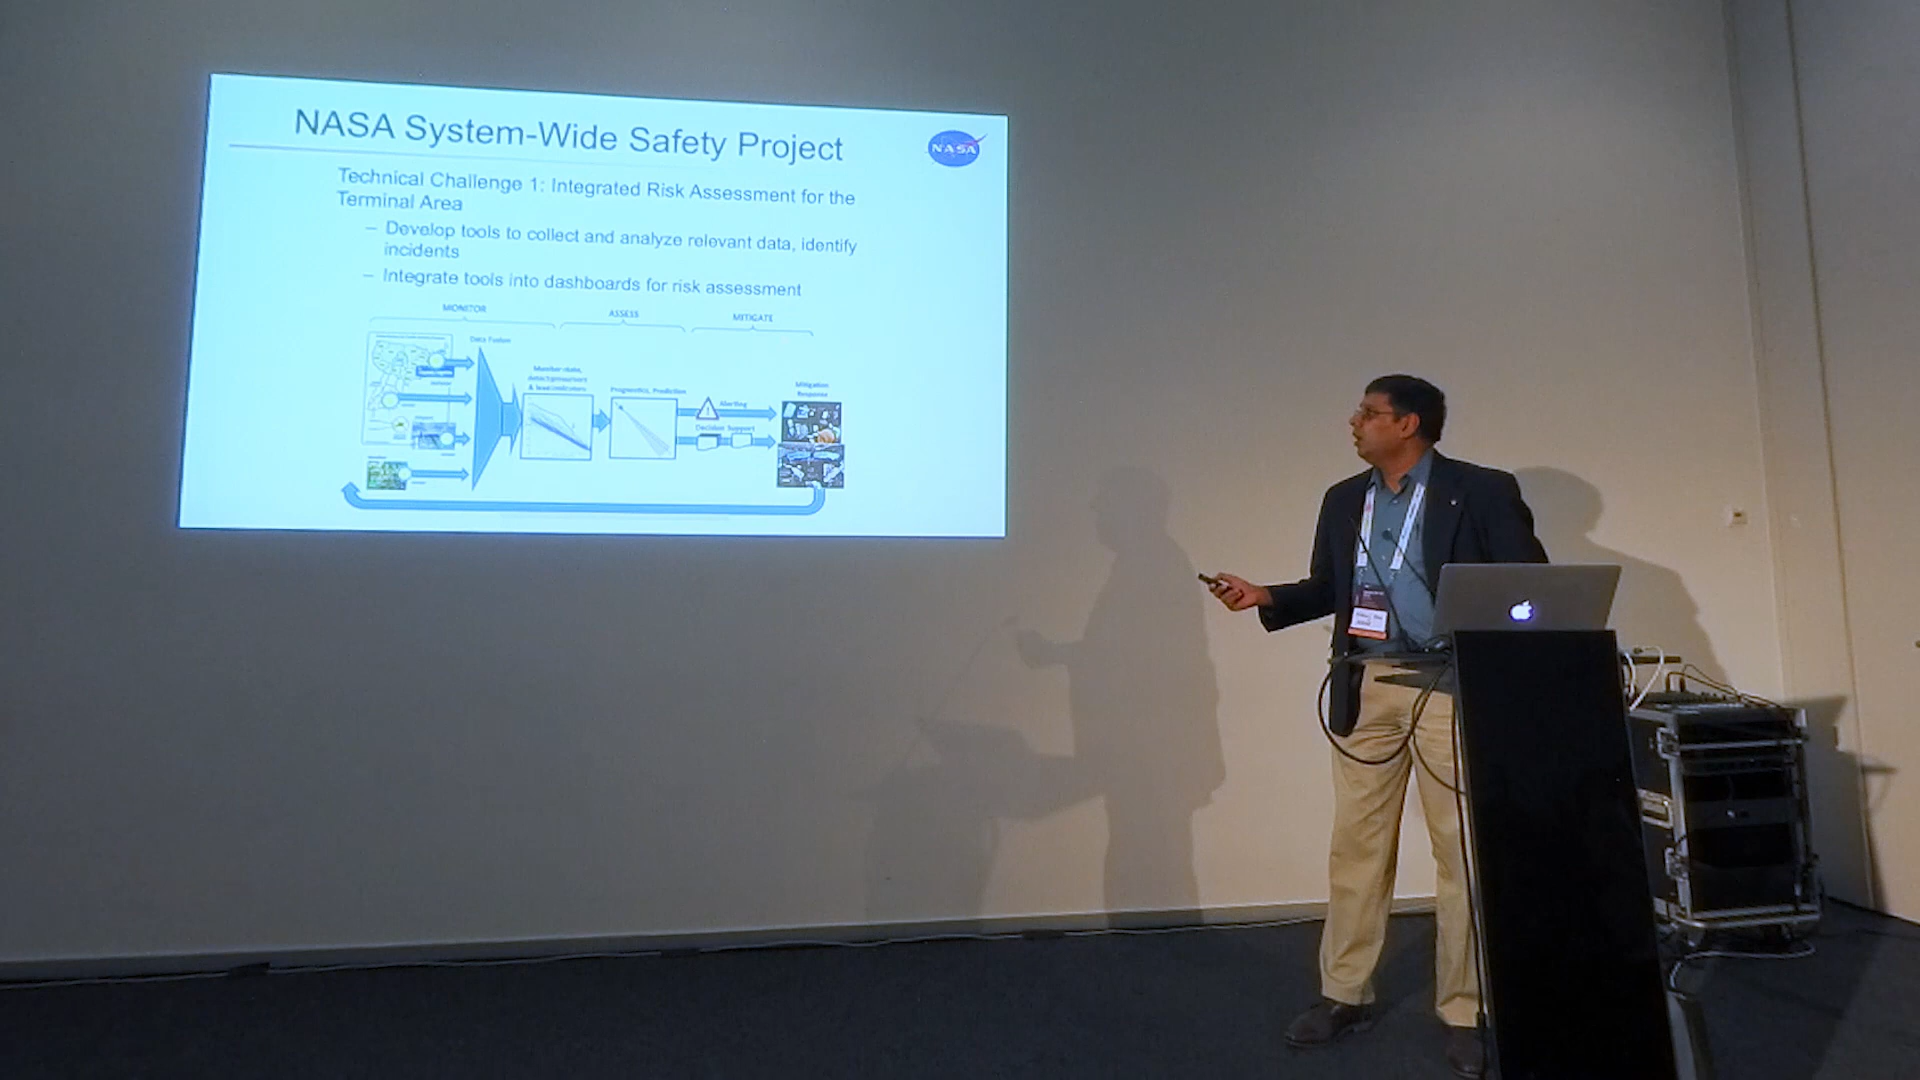 NASA System-Wide Safety Project
NASA
Technical Challenge 1: Integrated Risk Assessment for the
Terminal Area
– Develop tools to collect and analyze relevant data, identify
incidents
– Integrate tools into dashboards for risk assessment
MONITOR
ASSESS
MITIGATE
Data Fusion
Prognostics, Prediction
Alerting
Decision Support
Mitigation
Response